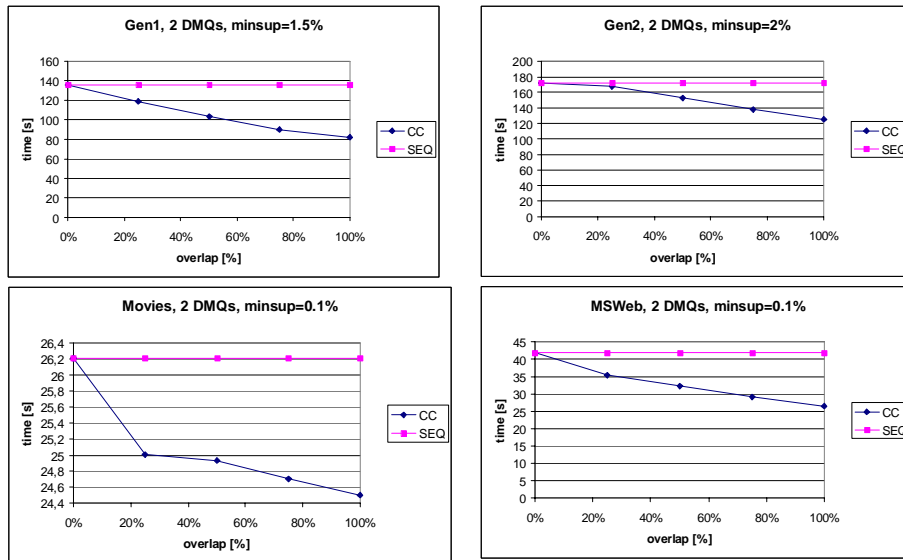 Gen1, 2 DMQs, minsup=1.5%
time [s]
160
140
120
100
80
60
40
20
0
0% 20% 40% 60% 80% 100%
overlap [%]
CC
SEQ
Gen2, 2 DMQs, minsup=2%
time [s]
200
180
160
140
120
100
80
60
40
20
0
0% 20% 40% 60% 80% 100%
overlap [%]
CC
SEQ
Movies, 2 DMQs, minsup=0.1%
time [s]
26,4
26,2
26
25,8
25,6
25,4
25,2
25
24,8
24,6
24,4
0% 20% 40% 60% 80% 100%
overlap [%]
CC
SEQ
MSWeb, 2 DMQs, minsup=0.1%
time [s]
45
40
35
30
25
20
15
10
5
0
0% 20% 40% 60% 80% 100%
overlap [%]
CC
SEQ